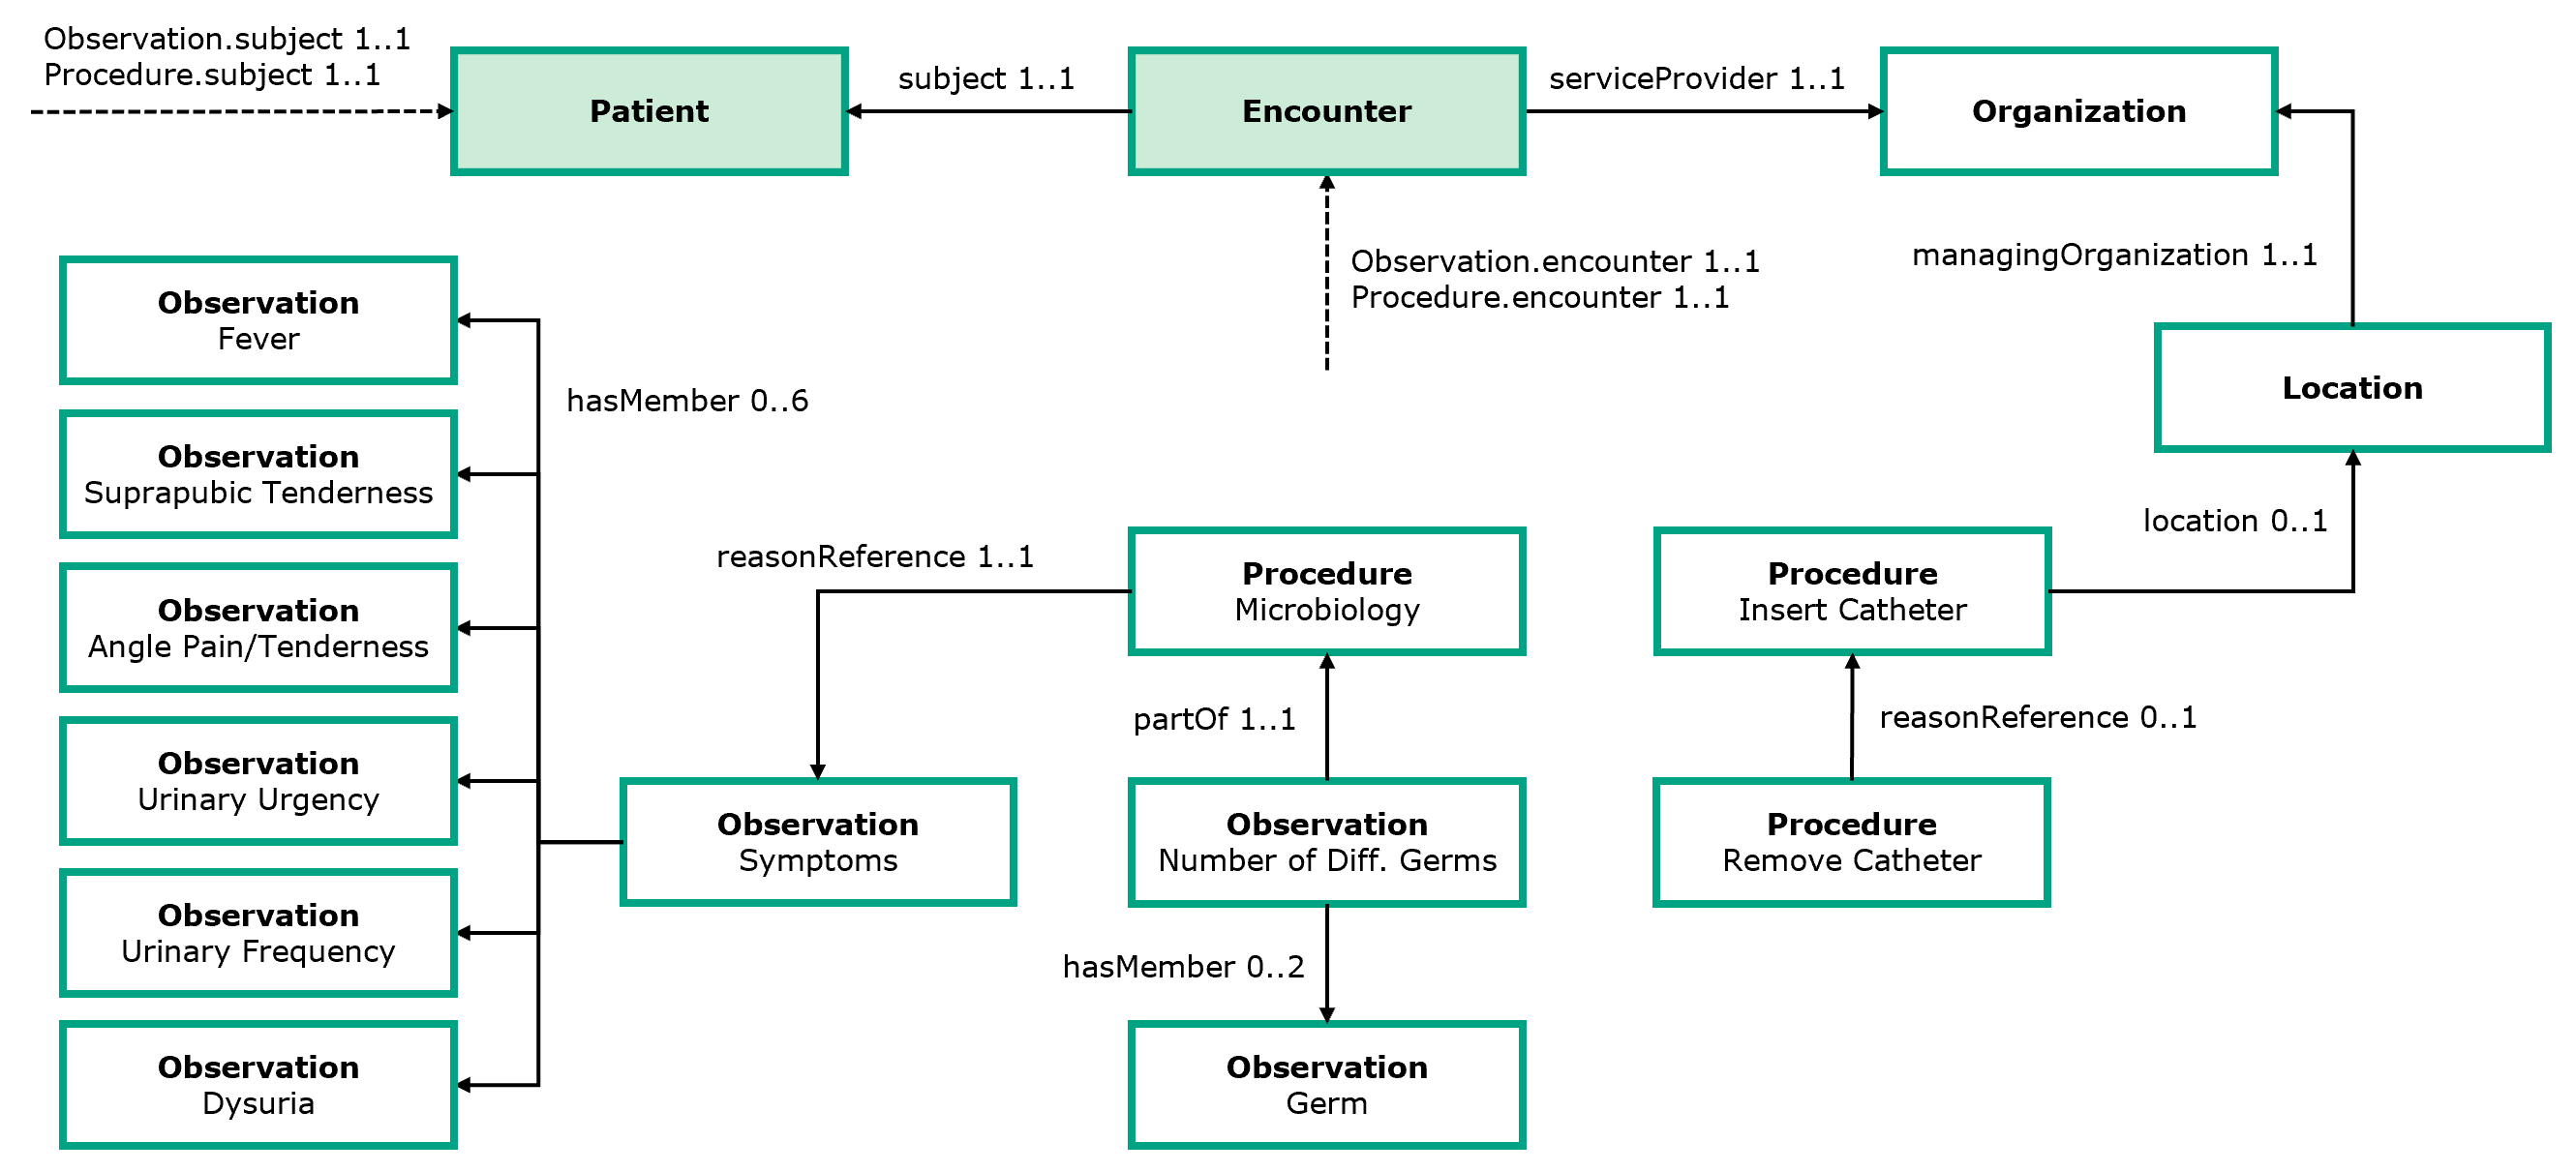 Observation.subject 1..1
Procedure.subject 1..1
Patient
subject 1..1
Encounter
serviceProvider 1..1
Organization
Observation.encounter 1..1
Procedure.encounter 1..1
managingOrganization 1..1
Location
location 0..1
Observation
Fever
hasMember 0..6
Observation
Suprapubic Tenderness
Observation
Angle Pain/Tenderness
Observation
Urinary Urgency
Observation
Urinary Frequency
Observation
Dysuria
reasonReference 1..1
Observation
Symptoms
Procedure
Microbiology
partOf 1..1
Observation
Number of Diff. Germs
hasMember 0..2
Observation
Germ
Procedure
Insert Catheter
reasonReference 0..1
Procedure
Remove Catheter